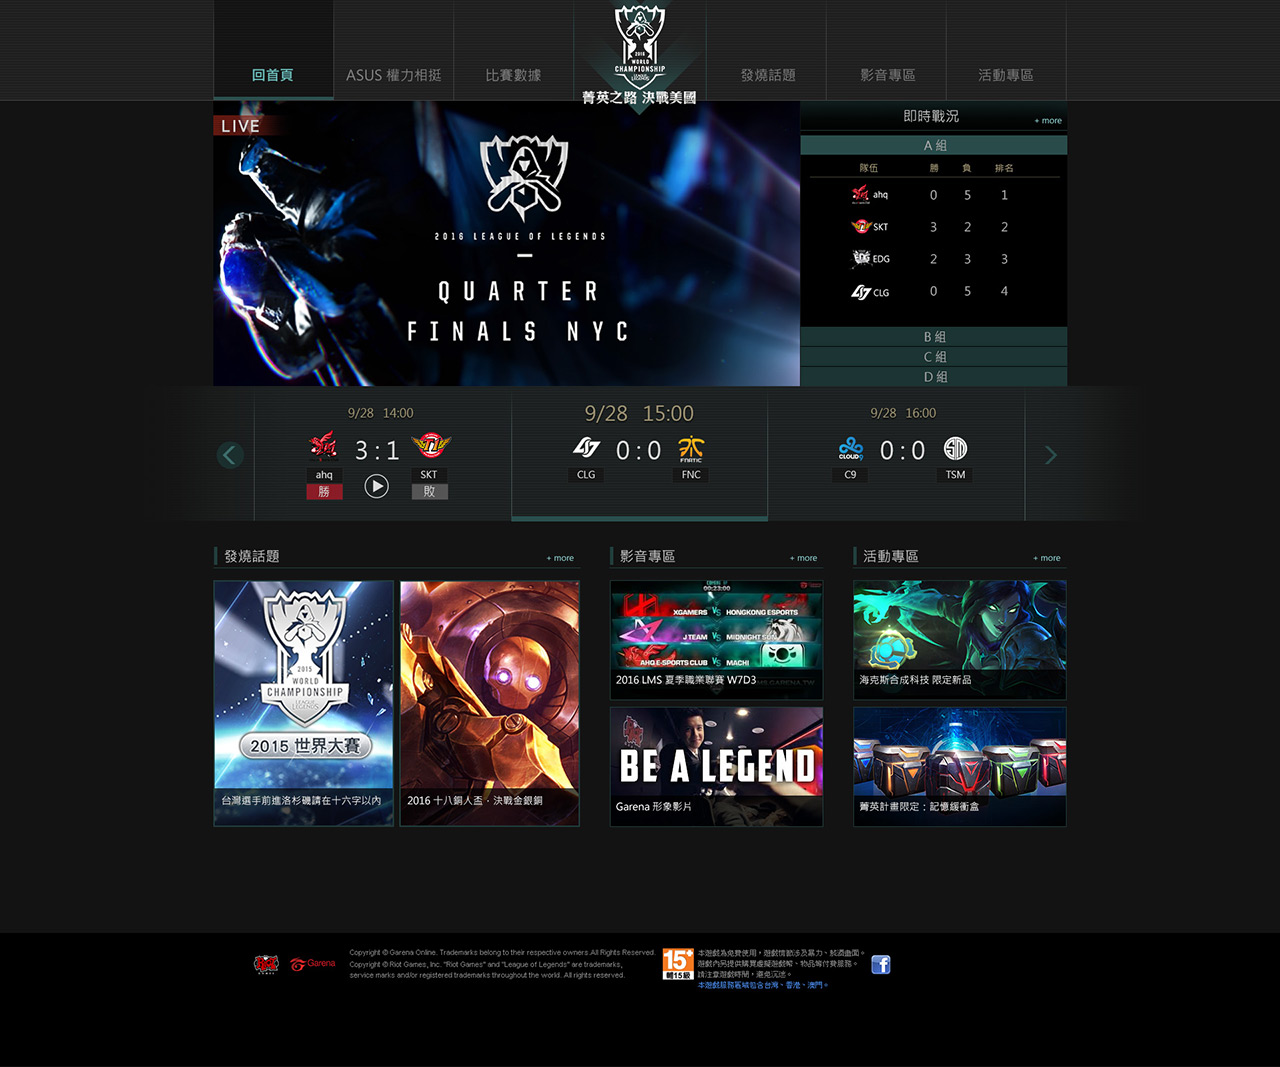 回首頁
ASUS 權力相挺
比賽數據
2016
WORLD
CHAMPIONSHIP
LEAGUE
LEGENDS
菁英之路 決戰美國
發燒話題
影音專區
活動專區
LIVE
2016 LEAGUE OF LEGENDS
QUARTER
FINALS NYC
即時戰況
+ more
A 組
隊伍 勝 負 排名
ahq 0 5 1
SKT 3 2 2
EDG 2 3 3
CLG 0 5 4
B 組
C 組
D 組
9/28 14:00
3 : 1
ahq SKT
勝 敗
9/28 15:00
0 : 0
FNATIC
CLG FNC
9/28 16:00
CLOUD9
0 : 0
C9 TSM
發燒話題 + more
2015
WORLD
CHAMPIONSHIP
LEAGUE
LEGENDS
2015 世界大賽
台灣選手前進洛杉磯請在十六字以內
2016 十八銅人盃．決戰金銀銅
影音專區 + more
COMING UP
00:23:00
XGAMERS VS HONGKONG ESPORTS
J TEAM VS MIDNIGHT SUN
AHQ E-SPORTS CLUB VS MACHI
2016 LMS 夏季職業聯賽 W7D3
BE A LEGEND
Garena 形象影片
活動專區 + more
海克斯合成科技 限定新品
菁英計畫限定：記憶緩衝盒
RIOT
GAMES
Garena
Copyright © Garena Online. Trademarks belong to their respective owners.All Rights Reserved.
Copyright © Riot Games, Inc. "Riot Games" and "League of Legends" are trademarks,
service marks and/or registered trademarks throughout the world. All rights reserved.
15+
輔15級
本遊戲為免費使用，遊戲情節涉及暴力、菸酒畫面。
遊戲內另提供購買虛擬遊戲幣、物品等付費服務。
請注意遊戲時間，避免沉迷。
本遊戲服務區域包含台灣、香港、澳門。